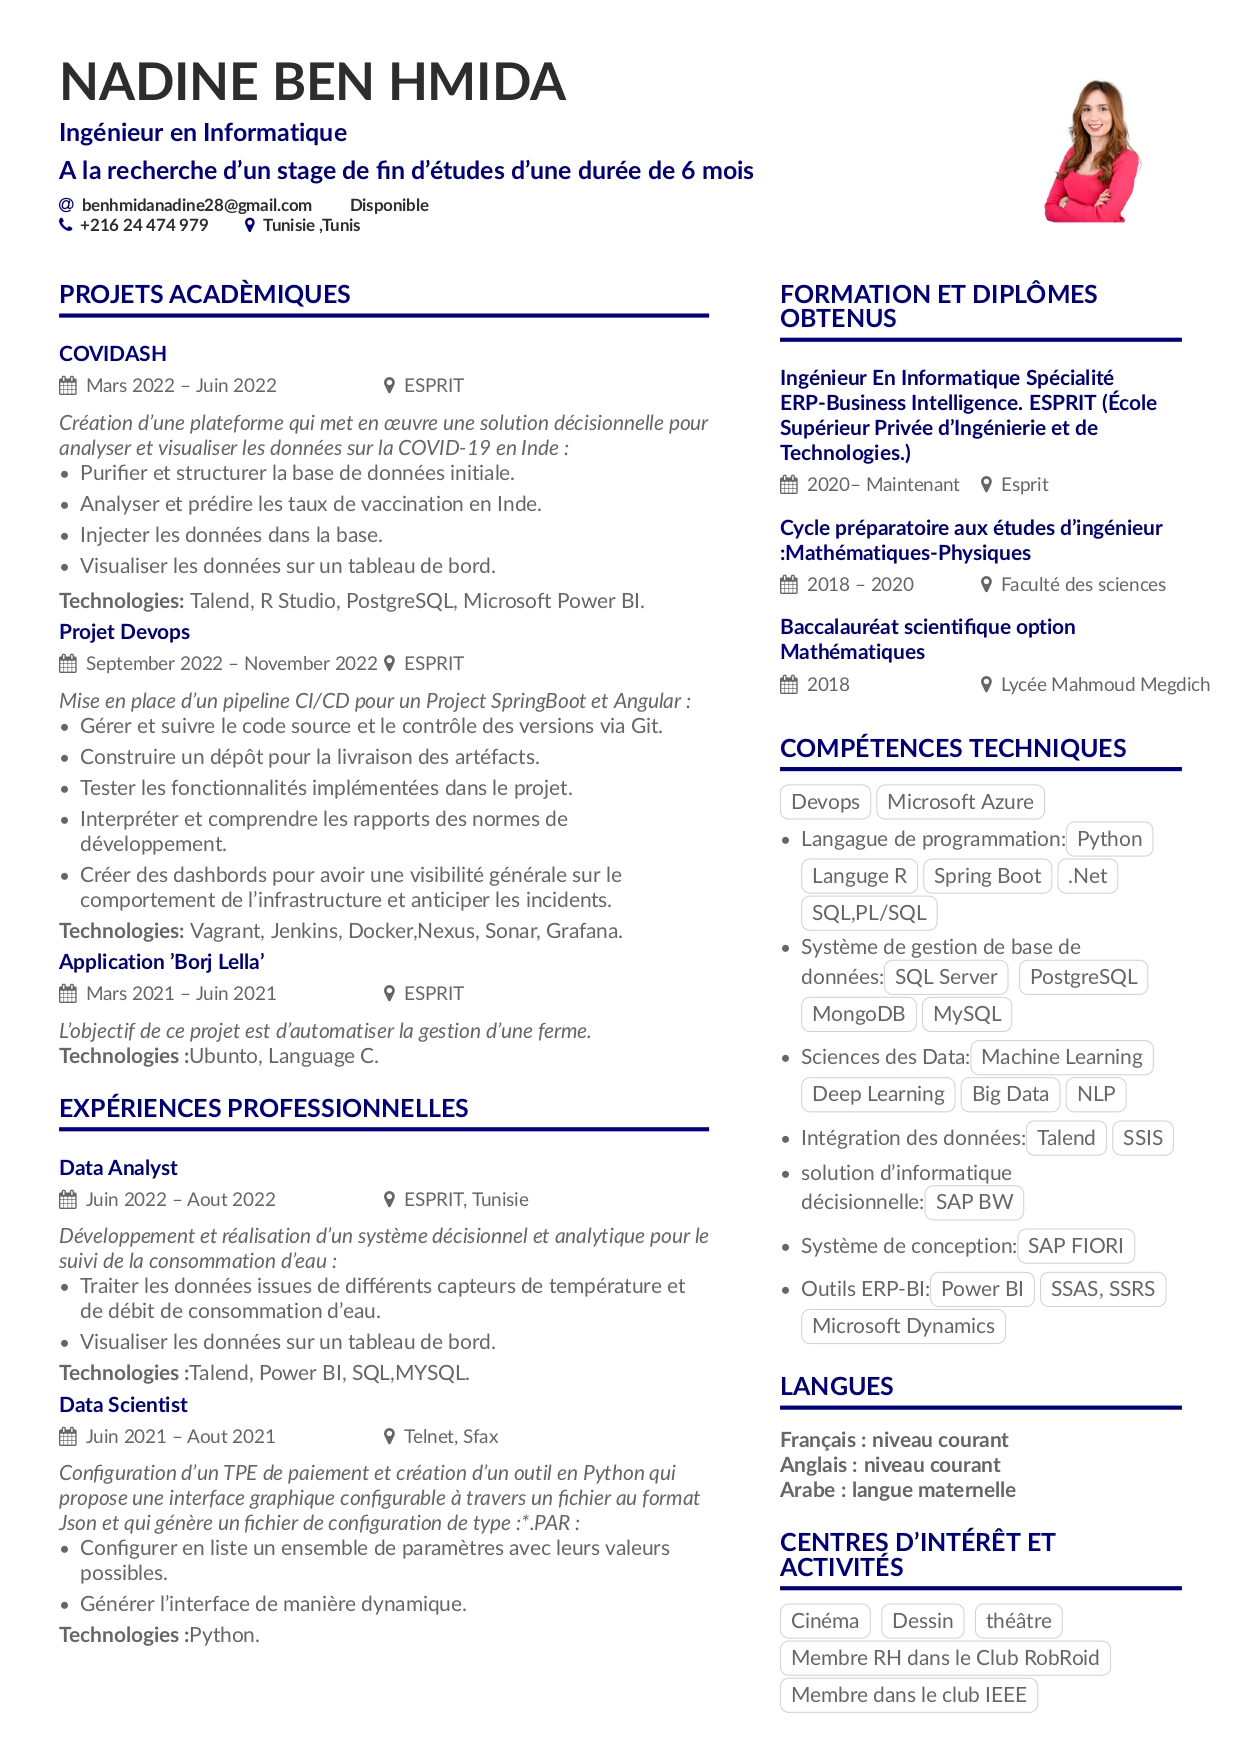 NADINE BEN HMIDA
Ingénieur en Informatique
A la recherche d’un stage de fin d’études d’une durée de 6 mois
@ benhmidanadine28@gmail.com Disponible
+216 24 474 979 Tunisie ,Tunis
PROJETS ACADÈMIQUES
COVIDASH
Mars 2022 – Juin 2022 ESPRIT
Création d’une plateforme qui met en œuvre une solution décisionnelle pour
analyser et visualiser les données sur la COVID-19 en Inde :
• Purifier et structurer la base de données initiale.
• Analyser et prédire les taux de vaccination en Inde.
• Injecter les données dans la base.
• Visualiser les données sur un tableau de bord.
Technologies: Talend, R Studio, PostgreSQL, Microsoft Power BI.
Projet Devops
September 2022 – November 2022 ESPRIT
Mise en place d’un pipeline CI/CD pour un Project SpringBoot et Angular :
• Gérer et suivre le code source et le contrôle des versions via Git.
• Construire un dépôt pour la livraison des artéfacts.
• Tester les fonctionnalités implémentées dans le projet.
• Interpréter et comprendre les rapports des normes de
développement.
• Créer des dashbords pour avoir une visibilité générale sur le
comportement de l’infrastructure et anticiper les incidents.
Technologies: Vagrant, Jenkins, Docker,Nexus, Sonar, Grafana.
Application ’Borj Lella’
Mars 2021 – Juin 2021 ESPRIT
L’objectif de ce projet est d’automatiser la gestion d’une ferme.
Technologies :Ubunto, Language C.
EXPÉRIENCES PROFESSIONNELLES
Data Analyst
Juin 2022 – Aout 2022 ESPRIT, Tunisie
Développement et réalisation d’un système décisionnel et analytique pour le
suivi de la consommation d’eau :
• Traiter les données issues de différents capteurs de température et
de débit de consommation d’eau.
• Visualiser les données sur un tableau de bord.
Technologies :Talend, Power BI, SQL,MYSQL.
Data Scientist
Juin 2021 – Aout 2021 Telnet, Sfax
Configuration d’un TPE de paiement et création d’un outil en Python qui
propose une interface graphique configurable à travers un fichier au format
Json et qui génère un fichier de configuration de type :*.PAR :
• Configurer en liste un ensemble de paramètres avec leurs valeurs
possibles.
• Générer l’interface de manière dynamique.
Technologies :Python.
FORMATION ET DIPLÔMES
OBTENUS
Ingénieur En Informatique Spécialité
ERP-Business Intelligence. ESPRIT (École
Supérieur Privée d’Ingénierie et de
Technologies.)
2020– Maintenant Esprit
Cycle préparatoire aux études d’ingénieur
:Mathématiques-Physiques
2018 – 2020 Faculté des sciences
Baccalauréat scientifique option
Mathématiques
2018 Lycée Mahmoud Megdich
COMPÉTENCES TECHNIQUES
Devops Microsoft Azure
• Langague de programmation: Python
Languge R Spring Boot .Net
SQL,PL/SQL
• Système de gestion de base de
données: SQL Server PostgreSQL
MongoDB MySQL
• Sciences des Data: Machine Learning
Deep Learning Big Data NLP
• Intégration des données: Talend SSIS
• solution d’informatique
décisionnelle: SAP BW
• Système de conception: SAP FIORI
• Outils ERP-BI: Power BI SSAS, SSRS
Microsoft Dynamics
LANGUES
Français : niveau courant
Anglais : niveau courant
Arabe : langue maternelle
CENTRES D’INTÉRÊT ET
ACTIVITÉS
Cinéma Dessin théâtre
Membre RH dans le Club RobRoid
Membre dans le club IEEE